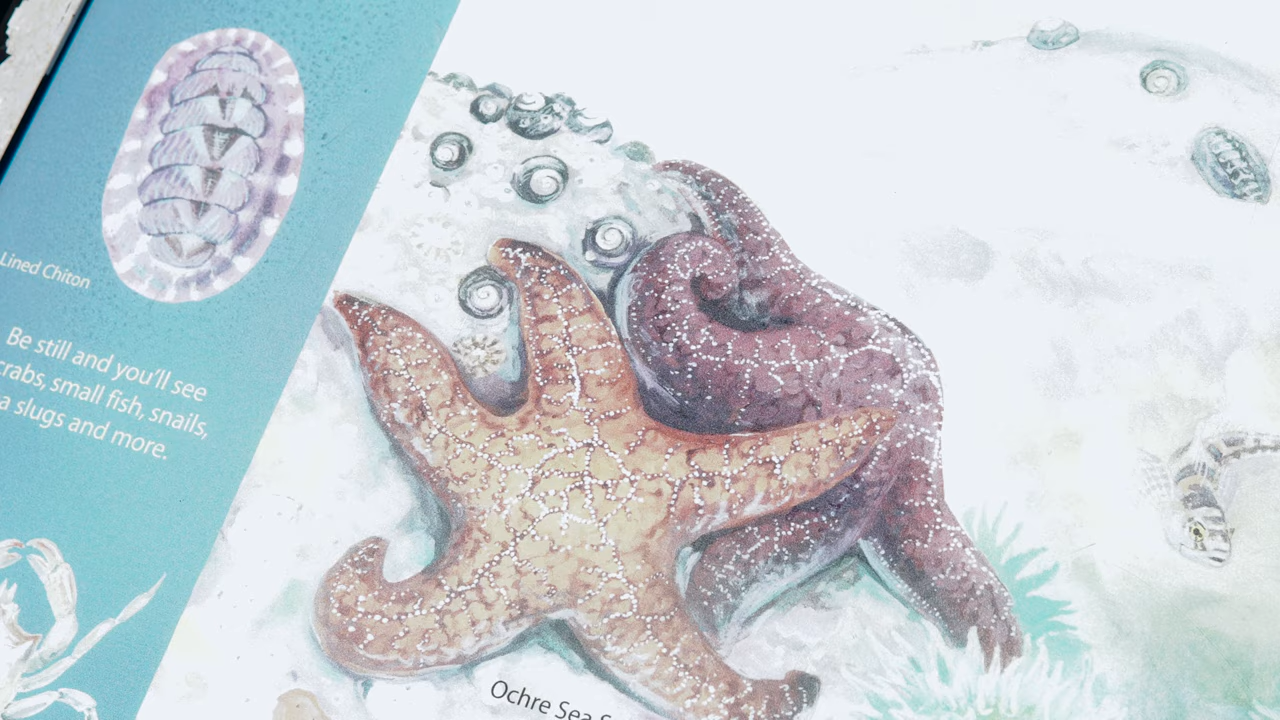 Lined Chiton
Be still and you'll see
crabs, small fish, snails,
a slugs and more.
Ochre Sea S